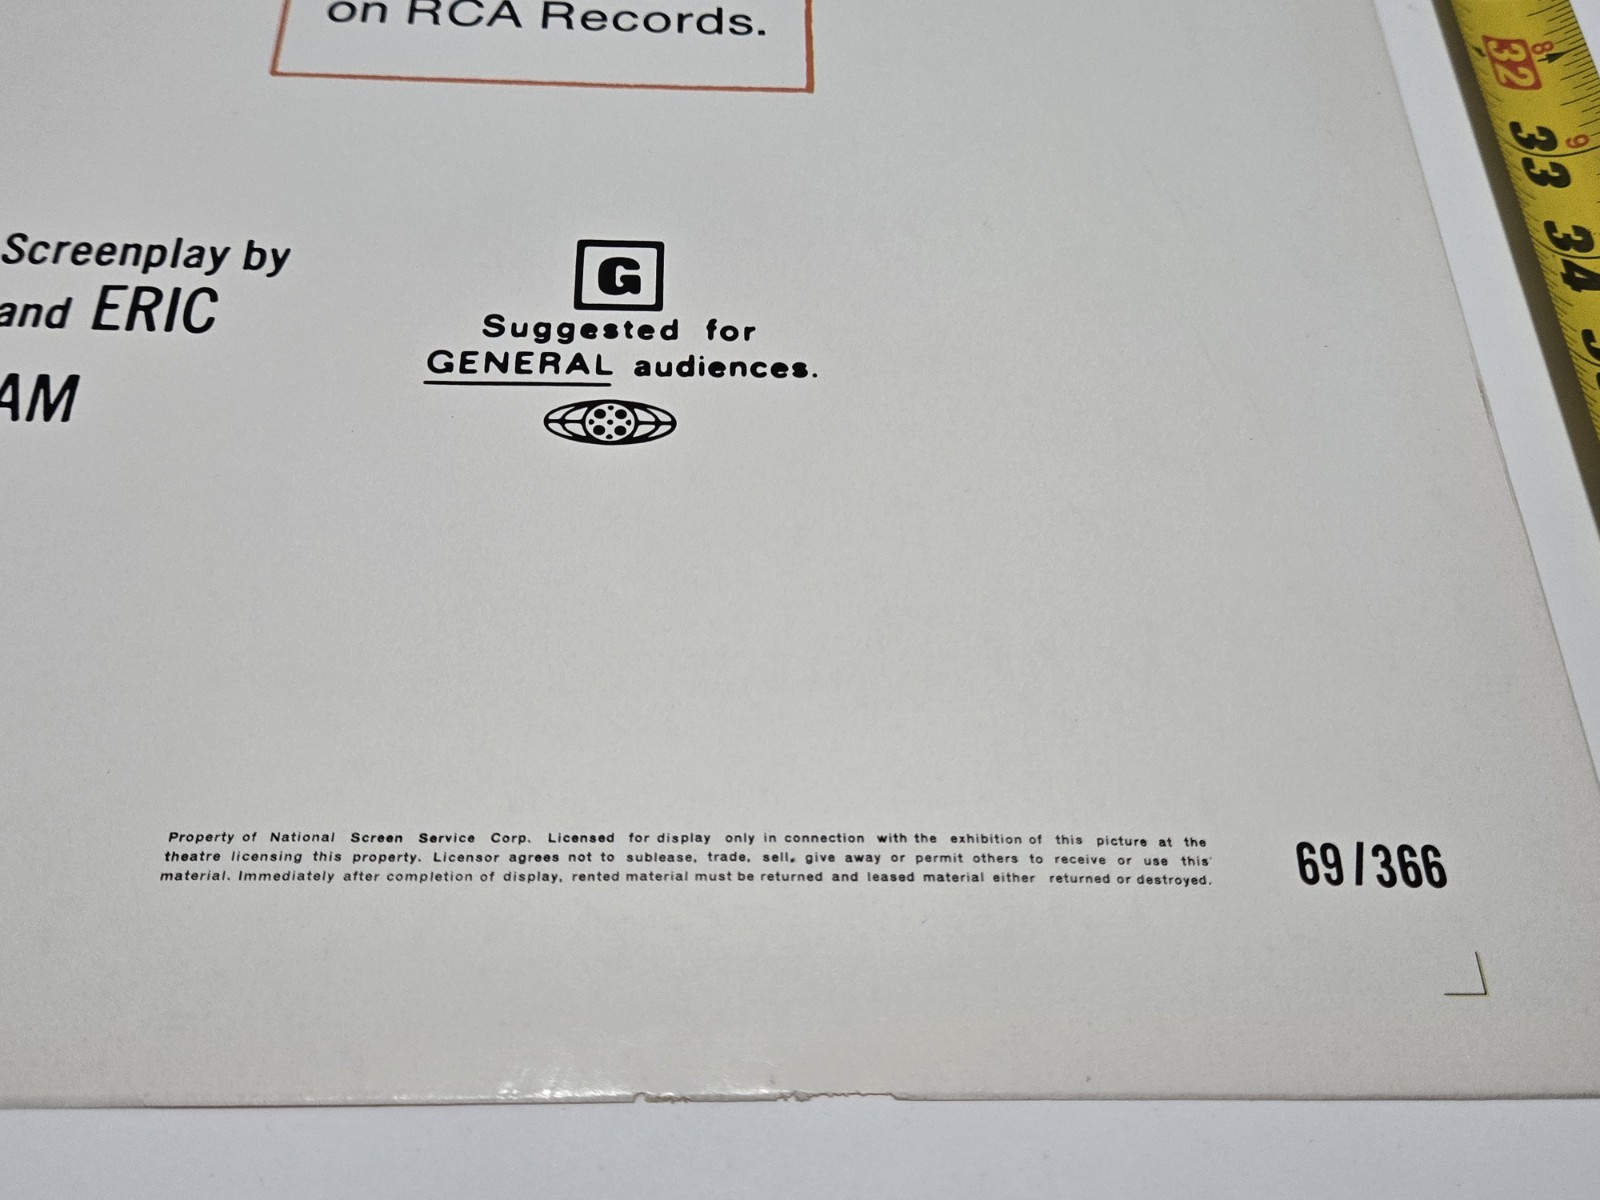 on RCA Records.
Screenplay by
and ERIC
AM
G
Suggested for
GENERAL audiences.
Property of National Screen Service Corp. Licensed for display only in connection with the exhibition of this picture at the
theatre licensing this property. Licensor agrees not to sublease, trade, sell, give away or permit others to receive or use this
material. Immediately after completion of display, rented material must be returned and leased material either returned or destroyed.
69/366
32
8
33
9
34